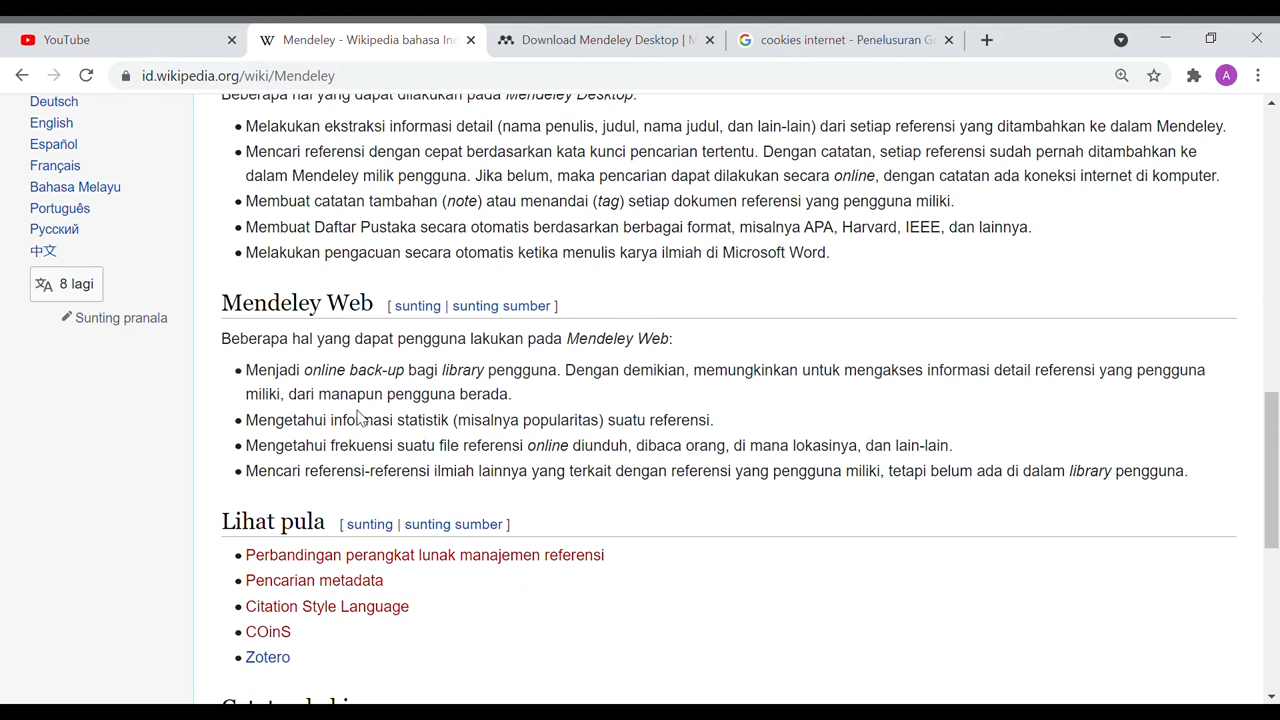 YouTube
Mendeley - Wikipedia bahasa Ind
Download Mendeley Desktop | M
cookies internet - Penelusuran G
id.wikipedia.org/wiki/Mendeley
A
Deutsch
English
Español
Français
Bahasa Melayu
Português
Русский
中文
8 lagi
Sunting pranala
Beberapa hal yang dapat dilakukan pada Mendeley Desktop:
• Melakukan ekstraksi informasi detail (nama penulis, judul, nama judul, dan lain-lain) dari setiap referensi yang ditambahkan ke dalam Mendeley.
• Mencari referensi dengan cepat berdasarkan kata kunci pencarian tertentu. Dengan catatan, setiap referensi sudah pernah ditambahkan ke
dalam Mendeley milik pengguna. Jika belum, maka pencarian dapat dilakukan secara online, dengan catatan ada koneksi internet di komputer.
• Membuat catatan tambahan (note) atau menandai (tag) setiap dokumen referensi yang pengguna miliki.
• Membuat Daftar Pustaka secara otomatis berdasarkan berbagai format, misalnya APA, Harvard, IEEE, dan lainnya.
• Melakukan pengacuan secara otomatis ketika menulis karya ilmiah di Microsoft Word.
Mendeley Web [ sunting | sunting sumber ]
Beberapa hal yang dapat pengguna lakukan pada Mendeley Web:
• Menjadi online back-up bagi library pengguna. Dengan demikian, memungkinkan untuk mengakses informasi detail referensi yang pengguna
miliki, dari manapun pengguna berada.
• Mengetahui informasi statistik (misalnya popularitas) suatu referensi.
• Mengetahui frekuensi suatu file referensi online diunduh, dibaca orang, di mana lokasinya, dan lain-lain.
• Mencari referensi-referensi ilmiah lainnya yang terkait dengan referensi yang pengguna miliki, tetapi belum ada di dalam library pengguna.
Lihat pula [ sunting | sunting sumber ]
• Perbandingan perangkat lunak manajemen referensi
• Pencarian metadata
• Citation Style Language
• COinS
• Zotero